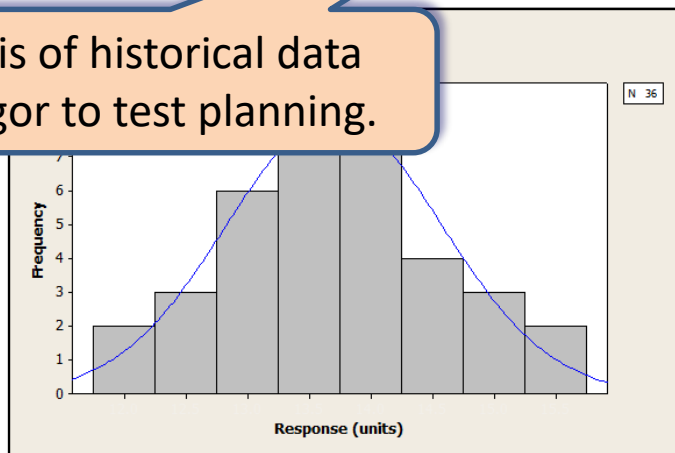 is of historical data
gor to test planning.
N 36
7
6
5
4
3
2
1
0
Frequency
Response (units)